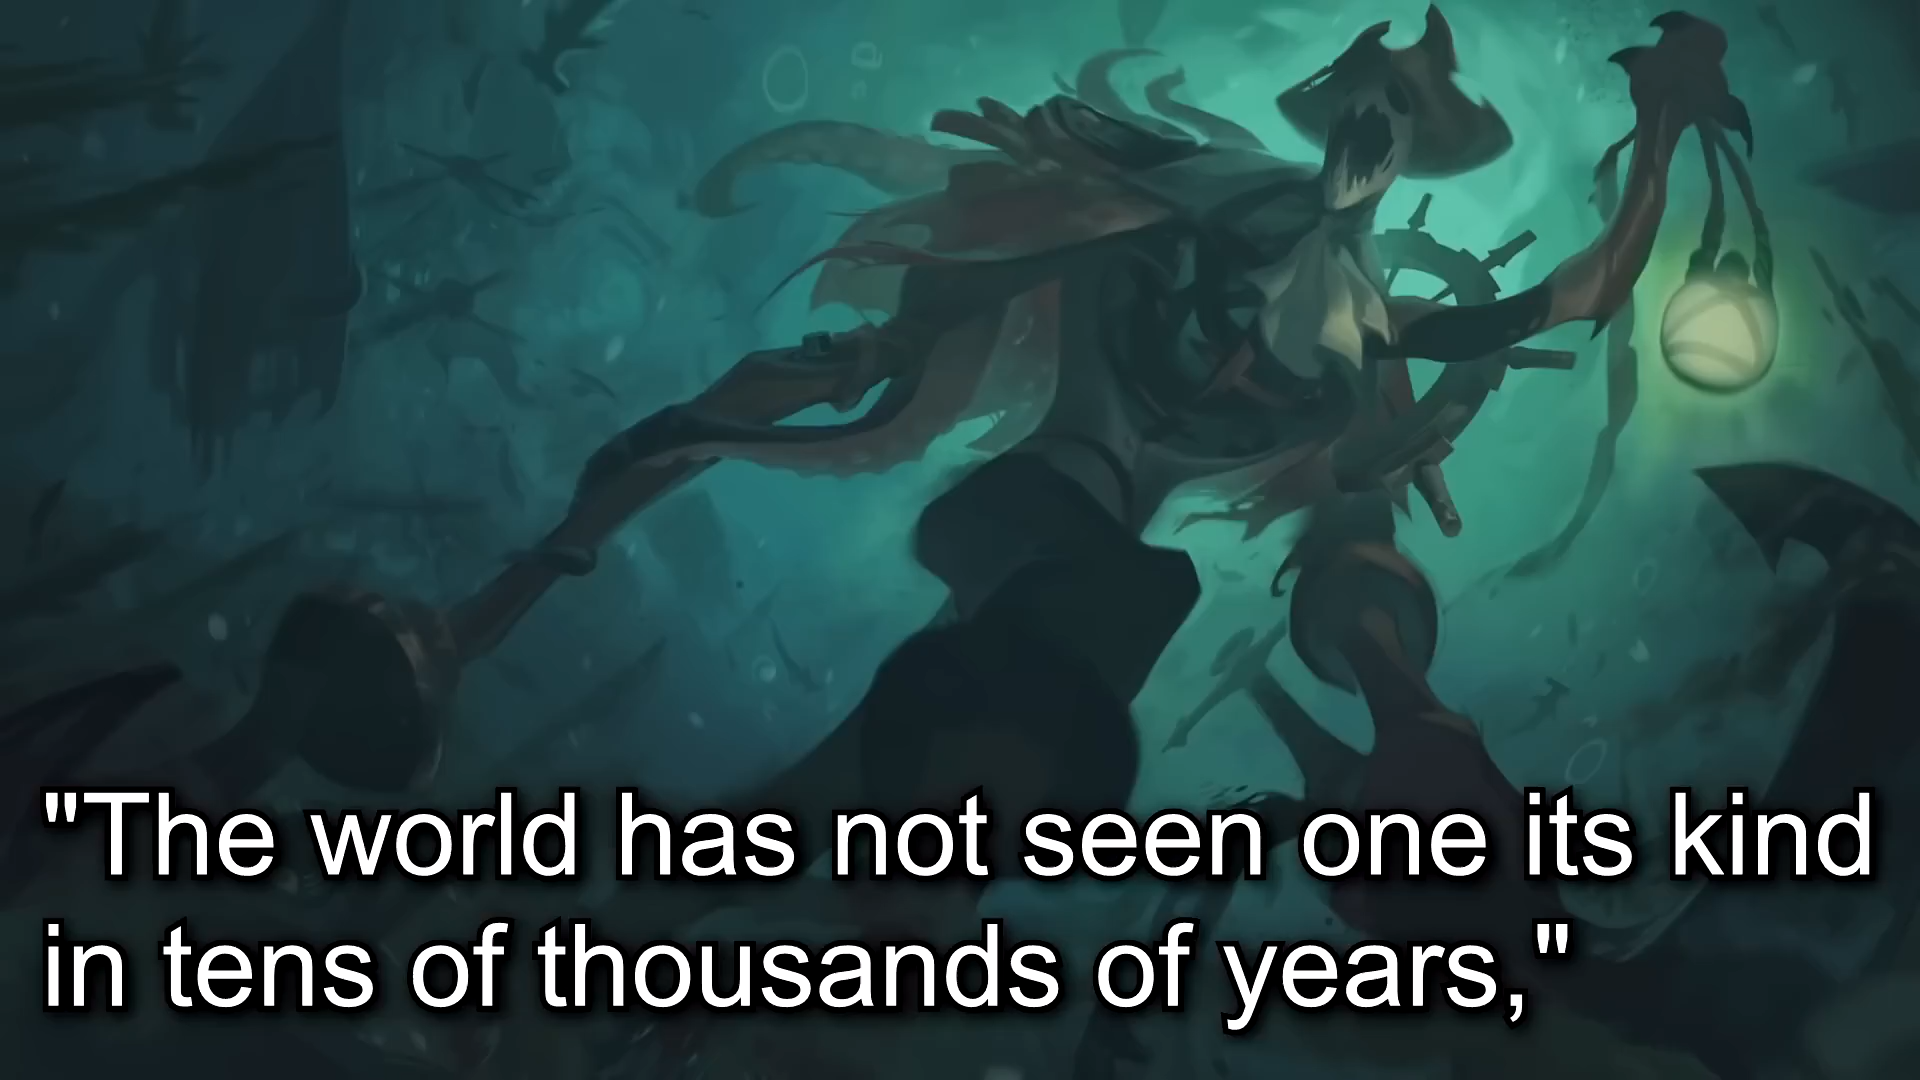 "The world has not seen one its kind
in tens of thousands of years,"